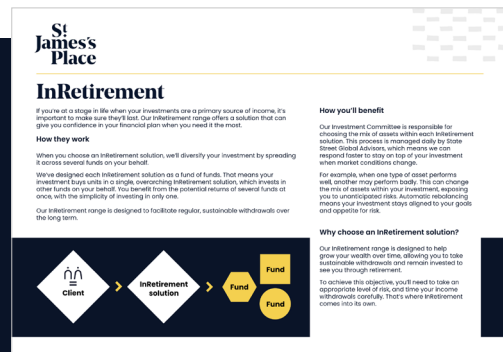 St.
James's
Place
InRetirement
If you're at a stage in life when your investments are a primary source of income, it's
important to make sure they'll last. Our InRetirement range offers a solution that can
give you confidence in your financial plan when you need it the most.
How they work
When you choose an InRetirement solution, we'll diversify your investment by spreading
it across several funds on your behalf.
We've designed each InRetirement solution as a fund of funds. That means your
investment buys units in a single, overarching InRetirement solution, which invests in
other funds on your behalf. You benefit from the potential returns of several funds at
once, with the simplicity of investing in only one.
Our InRetirement range is designed to facilitate regular, sustainable withdrawals over
the long term.
Client
InRetirement
solution
Fund
Fund
Fund
How you'll benefit
Our Investment Committee is responsible for
choosing the mix of assets within each InRetirement
solution. This process is managed daily by State
Street Global Advisors, which means we can
respond faster to stay on top of your investment
when market conditions change.
For example, when one type of asset performs
well, another may perform badly. This can change
the mix of assets within your investment, exposing
you to unanticipated risks. Automatic rebalancing
means your investment stays aligned to your goals
and appetite for risk.
Why choose an InRetirement solution?
Our InRetirement range is designed to help
grow your wealth over time, allowing you to take
sustainable withdrawals and remain invested to
see you through retirement.
To achieve this objective, you'll need to take an
appropriate level of risk, and time your income
withdrawals carefully. That's where InRetirement
comes into its own.